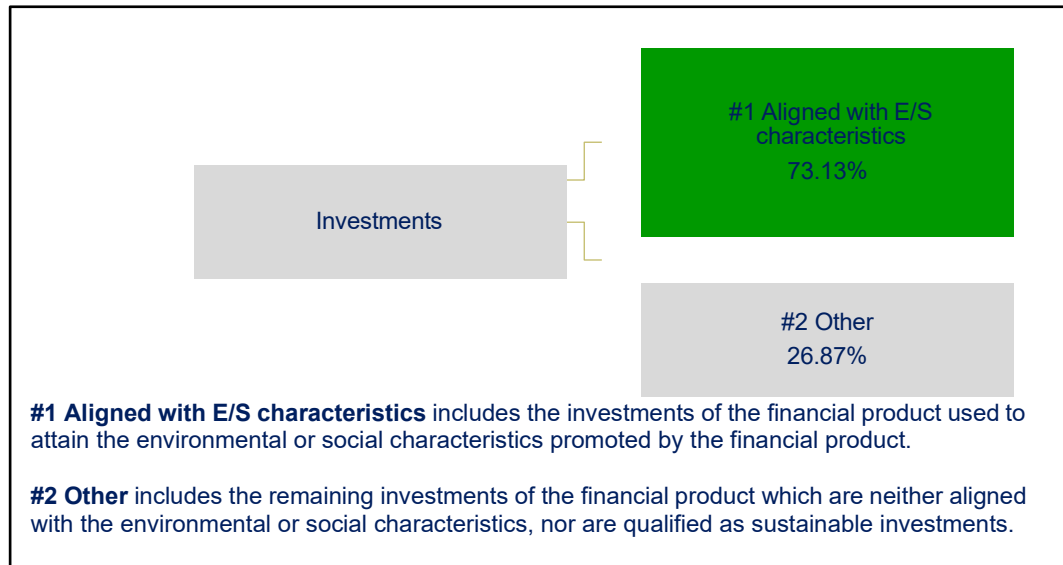 #1 Aligned with E/S
characteristics
73.13%
Investments
#2 Other
26.87%
#1 Aligned with E/S characteristics includes the investments of the financial product used to
attain the environmental or social characteristics promoted by the financial product.
#2 Other includes the remaining investments of the financial product which are neither aligned
with the environmental or social characteristics, nor are qualified as sustainable investments.